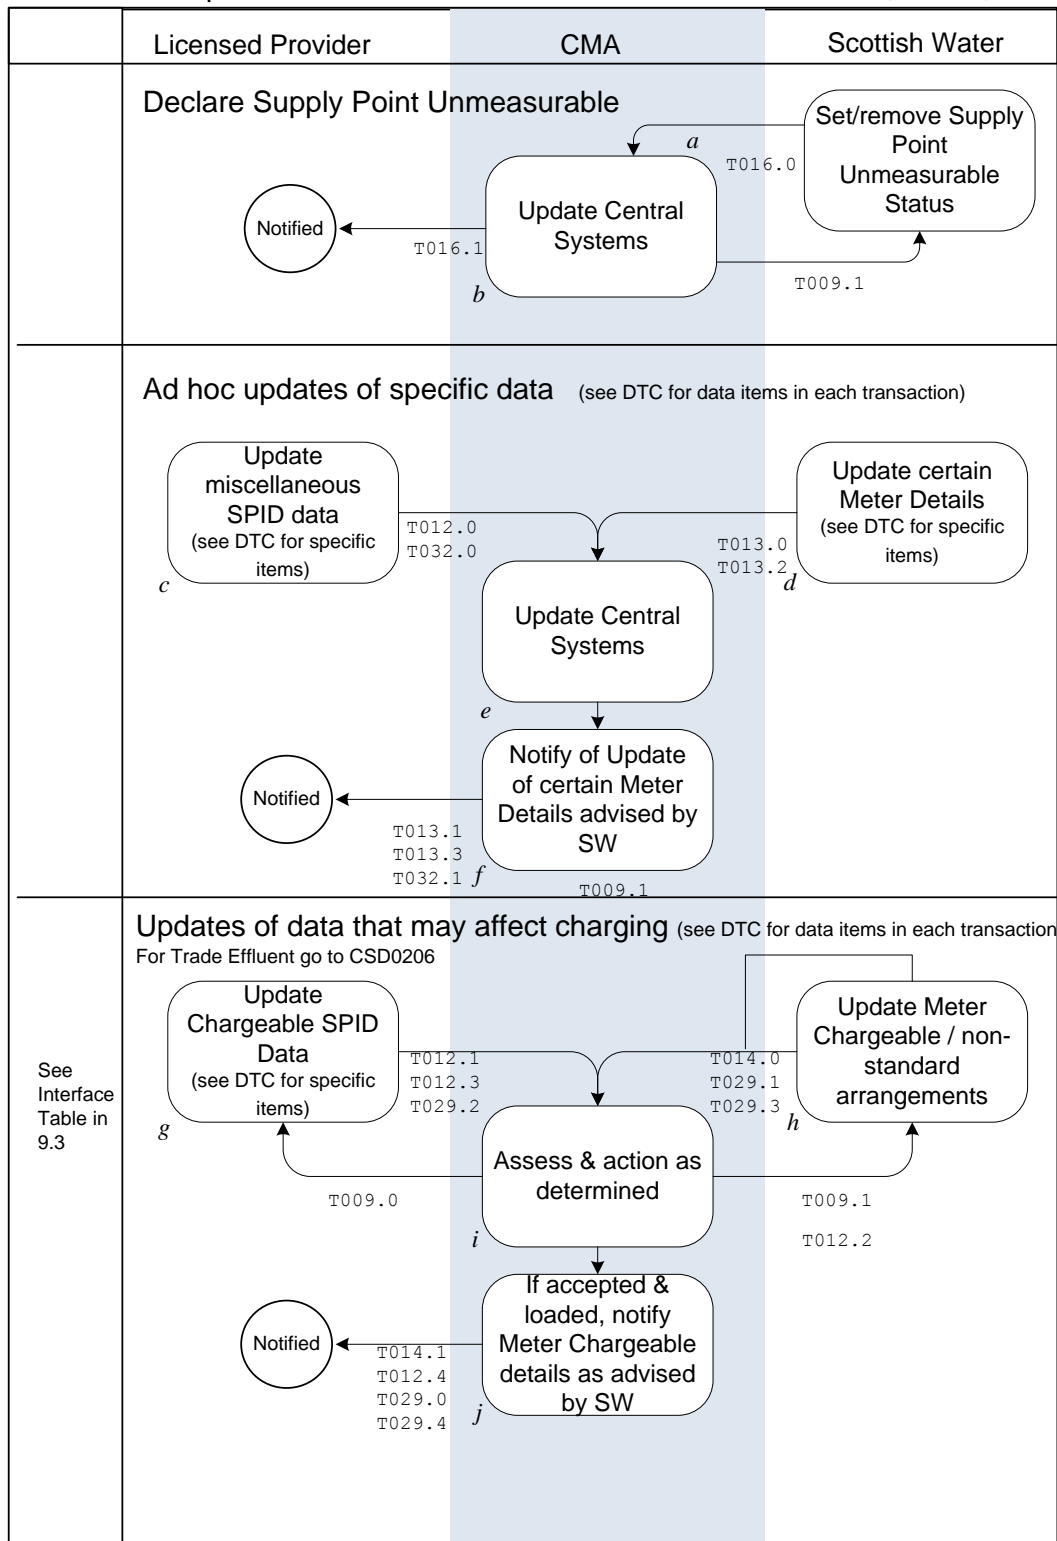 Licensed Provider
CMA
Scottish Water
Declare Supply Point Unmeasurable
Set/remove Supply
Point
Unmeasurable
Status
a
T016.0
Update Central
Systems
Notified
T016.1
b
T009.1
Ad hoc updates of specific data (see DTC for data items in each transaction)
Update
miscellaneous
SPID data
(see DTC for specific
items)
c
T012.0
T032.0
Update certain
Meter Details
(see DTC for specific
items)
T013.0
T013.2
d
Update Central
Systems
e
Notify of Update
of certain Meter
Details advised by
SW
Notified
T013.1
T013.3
T032.1
f
T009.1
Updates of data that may affect charging (see DTC for data items in each transaction
For Trade Effluent go to CSD0206
See
Interface
Table in
9.3
Update
Chargeable SPID
Data
(see DTC for specific
items)
g
T012.1
T012.3
T029.2
Update Meter
Chargeable / non-
standard
arrangements
T014.0
T029.1
T029.3
h
Assess & action as
determined
T009.0
i
T009.1
T012.2
If accepted &
loaded, notify
Meter Chargeable
details as advised
by SW
Notified
T014.1
T012.4
T029.0
T029.4
j